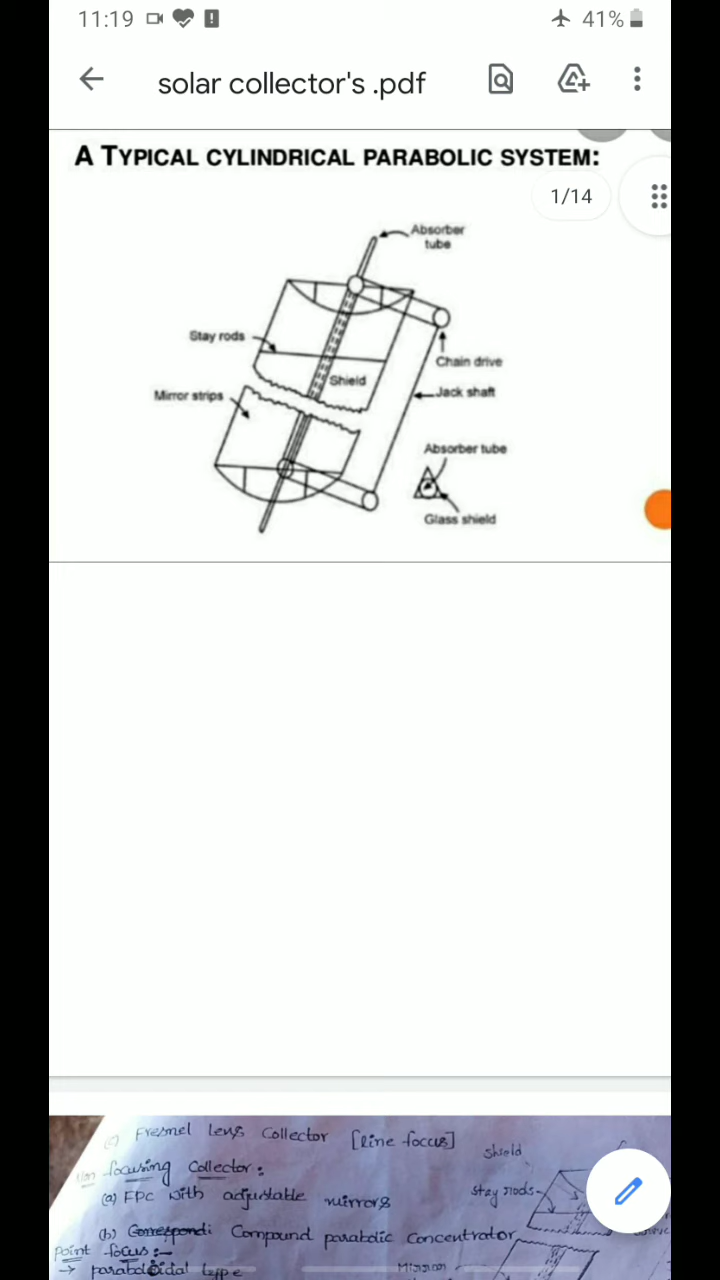 11:19
41%
solar collector's .pdf
A TYPICAL CYLINDRICAL PARABOLIC SYSTEM:
1/14
Absorber
tube
Stay rods
Chain drive
Shield
Mirror strips
Jack shaft
Absorber tube
Glass shield
(c) Fresnel Lens Collector [line focus]
Shield
Non focusing Collector:
Stay rods
(a) FPC with adjustable mirrors
(b) Correspondi Compound parabolic Concentrator
point focus :-
→ paraboloidal type